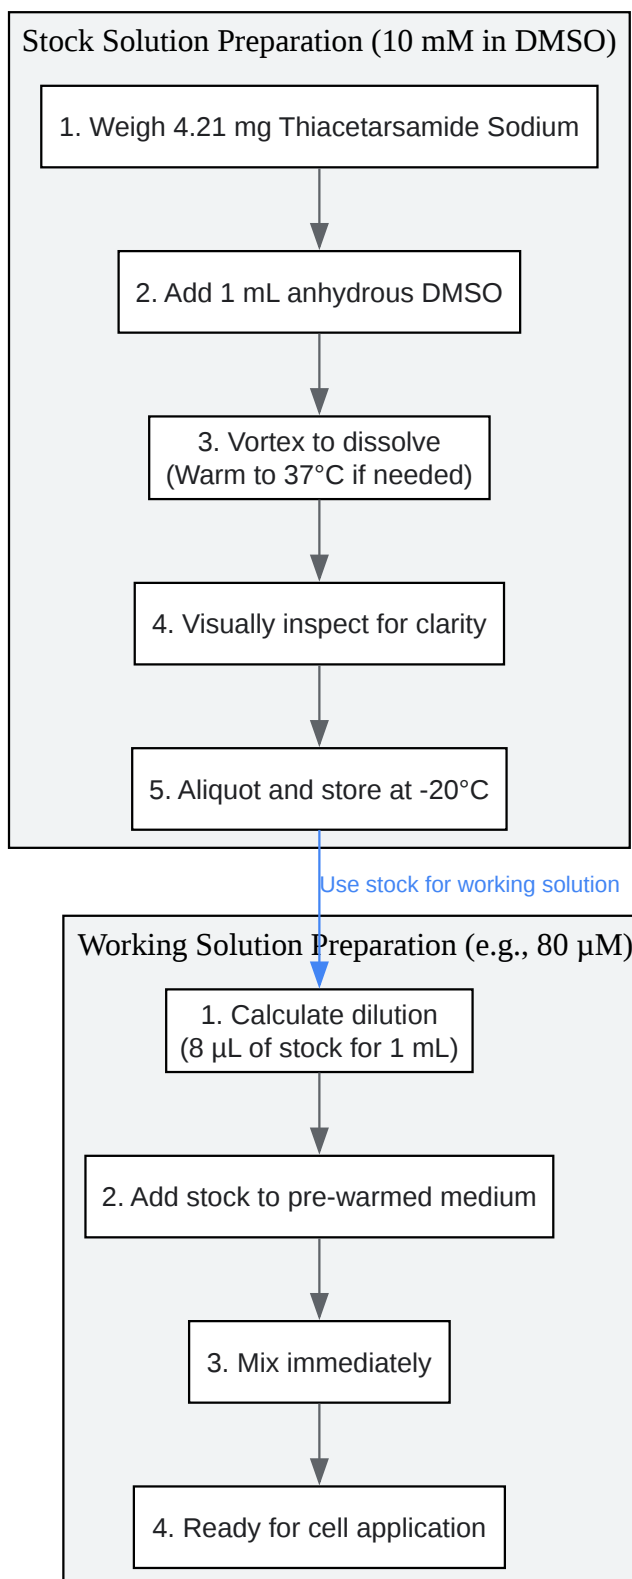 Stock Solution Preparation (10 mM in DMSO)
1. Weigh 4.21 mg Thiacetarsamide Sodium
2. Add 1 mL anhydrous DMSO
3. Vortex to dissolve
(Warm to 37°C if needed)
4. Visually inspect for clarity
5. Aliquot and store at -20°C
Use stock for working solution
Working Solution Preparation (e.g., 80 µM)
1. Calculate dilution
(8 µL of stock for 1 mL)
2. Add stock to pre-warmed medium
3. Mix immediately
4. Ready for cell application